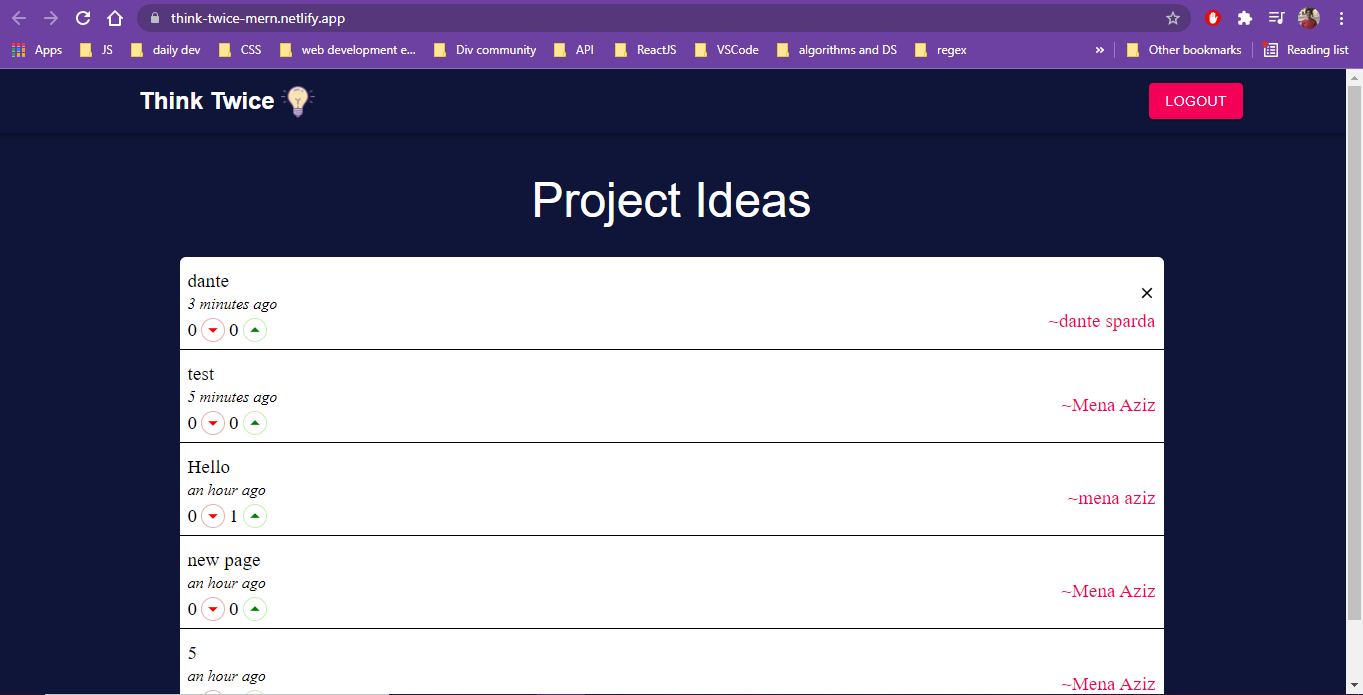 think-twice-mern.netlify.app
Apps JS daily dev CSS web development e... Div community API ReactJS VSCode algorithms and DS regex » Other bookmarks Reading list
Think Twice LOGOUT
Project Ideas
dante
3 minutes ago
0 0
~dante sparda
test
5 minutes ago
0 0
~Mena Aziz
Hello
an hour ago
0 1
~mena aziz
new page
an hour ago
0 0
~Mena Aziz
5
an hour ago
~Mena Aziz